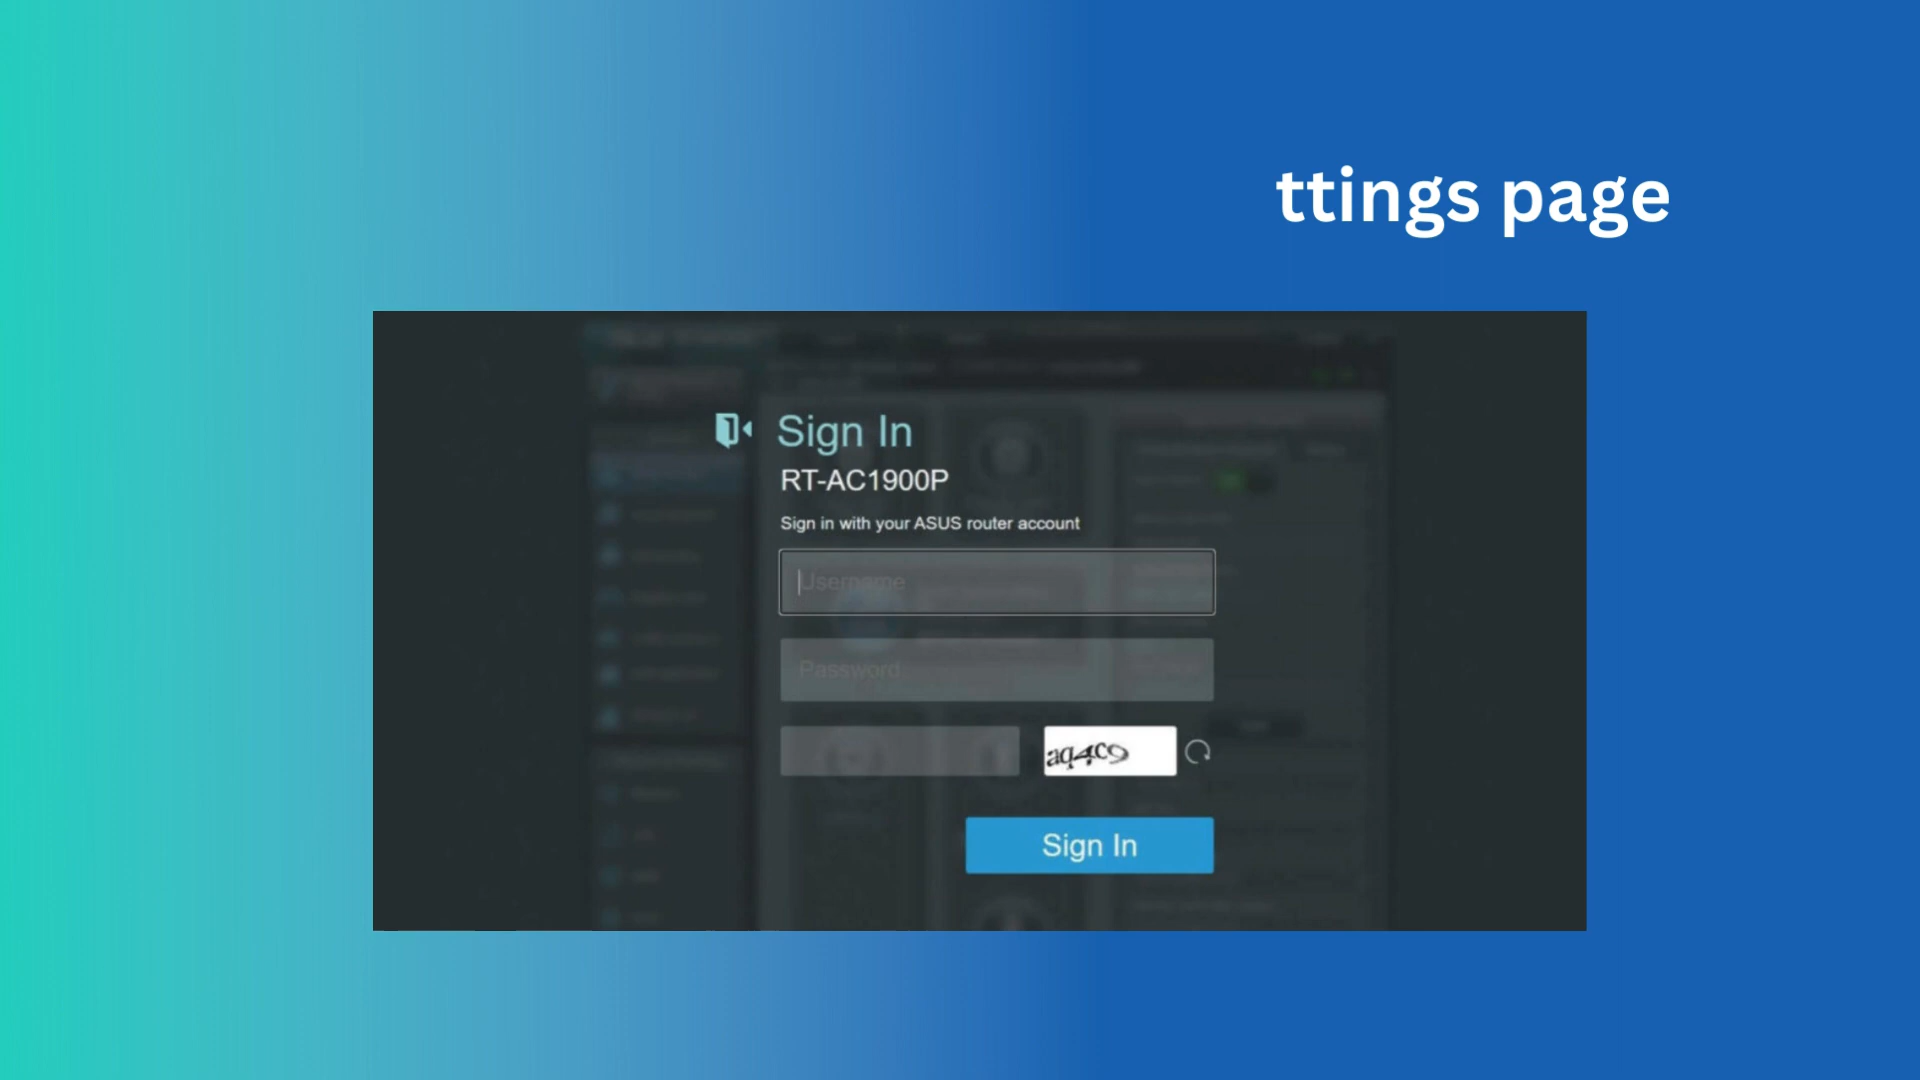 ttings page
Sign In
RT-AC1900P
Sign in with your ASUS router account
Username
Password
aq4c9
Sign In